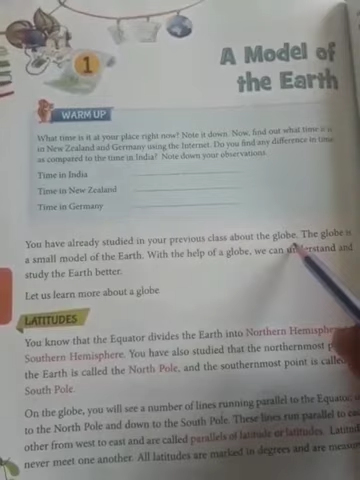 1
A Model of
the Earth
WARM UP
What time is it at your place right now? Note it down. Now, find out what time it is
in New Zealand and Germany using the Internet. Do you find any difference in time
as compared to the time in India? Note down your observations.
Time in India
Time in New Zealand
Time in Germany
You have already studied in your previous class about the globe. The globe is
a small model of the Earth. With the help of a globe, we can understand and
study the Earth better.
Let us learn more about a globe
LATITUDES
You know that the Equator divides the Earth into Northern Hemisphere
Southern Hemisphere. You have also studied that the northernmost
the Earth is called the North Pole, and the southernmost point is called
South Pole.
On the globe, you will see a number of lines running parallel to the Equator,
to the North Pole and down to the South Pole. These lines run parallel to
other from west to east and are called parallels of latitude or latitudes.
never meet one another. All latitudes are marked in degrees and are